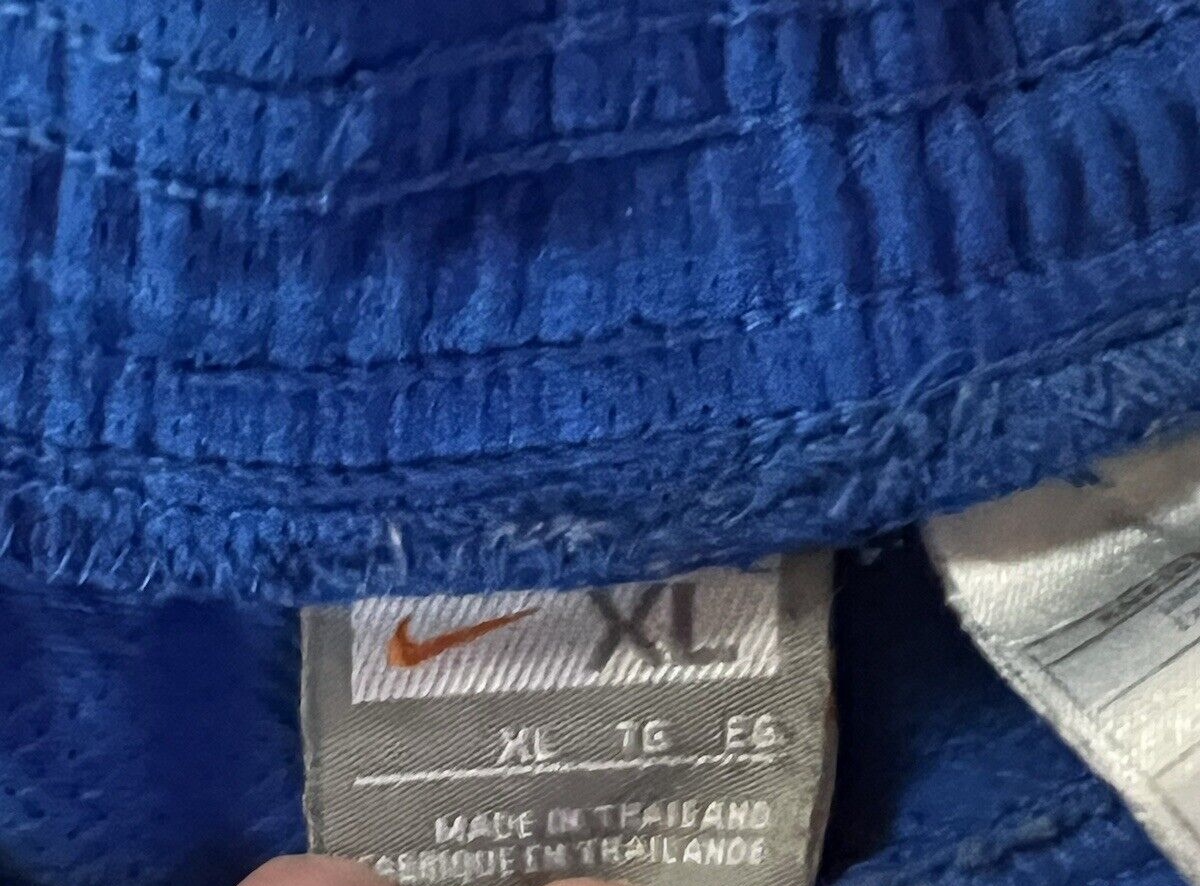 XL
XL TG EG
MADE IN THAILAND
FABRIQUE EN THAILANDE